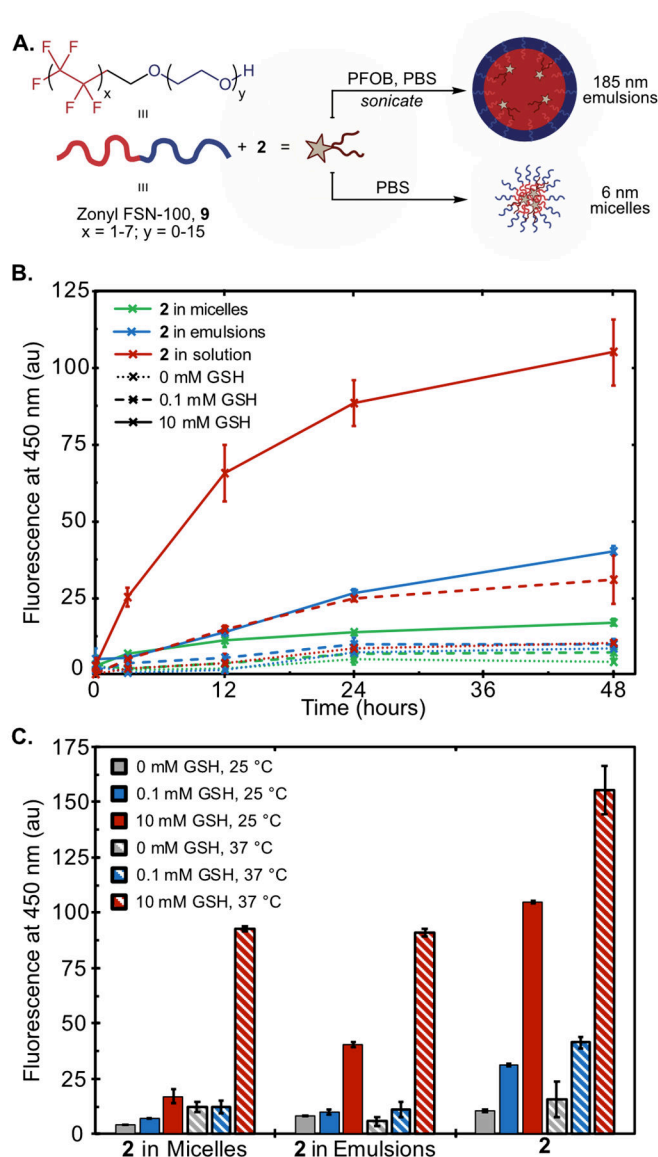 A.
F
F
F
F
F
F
x
O
O
H
y
≡
+ 2 =
≡
Zonyl FSN-100, 9
x = 1-7; y = 0-15
PFOB, PBS
sonicate
185 nm
emulsions
PBS
6 nm
micelles
B.
Fluorescence at 450 nm (au)
125
100
75
50
25
0
2 in micelles
2 in emulsions
2 in solution
0 mM GSH
0.1 mM GSH
10 mM GSH
0
12
24
36
48
Time (hours)
C.
Fluorescence at 450 nm (au)
175
150
125
100
75
50
25
0
0 mM GSH, 25 °C
0.1 mM GSH, 25 °C
10 mM GSH, 25 °C
0 mM GSH, 37 °C
0.1 mM GSH, 37 °C
10 mM GSH, 37 °C
2 in Micelles
2 in Emulsions
2